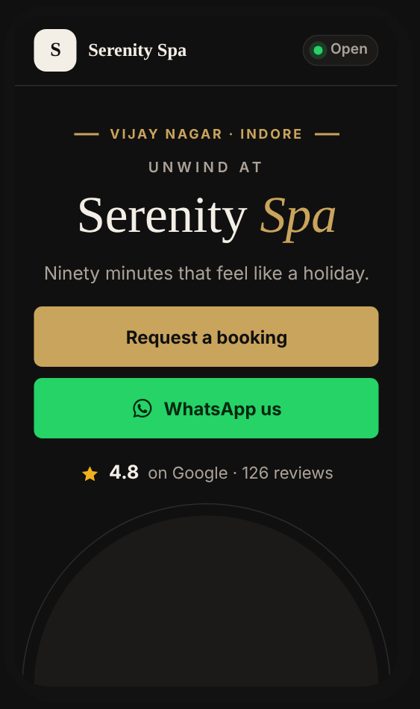 S Serenity Spa Open
VIJAY NAGAR · INDORE
UNWIND AT
Serenity Spa
Ninety minutes that feel like a holiday.
Request a booking
WhatsApp us
4.8 on Google · 126 reviews